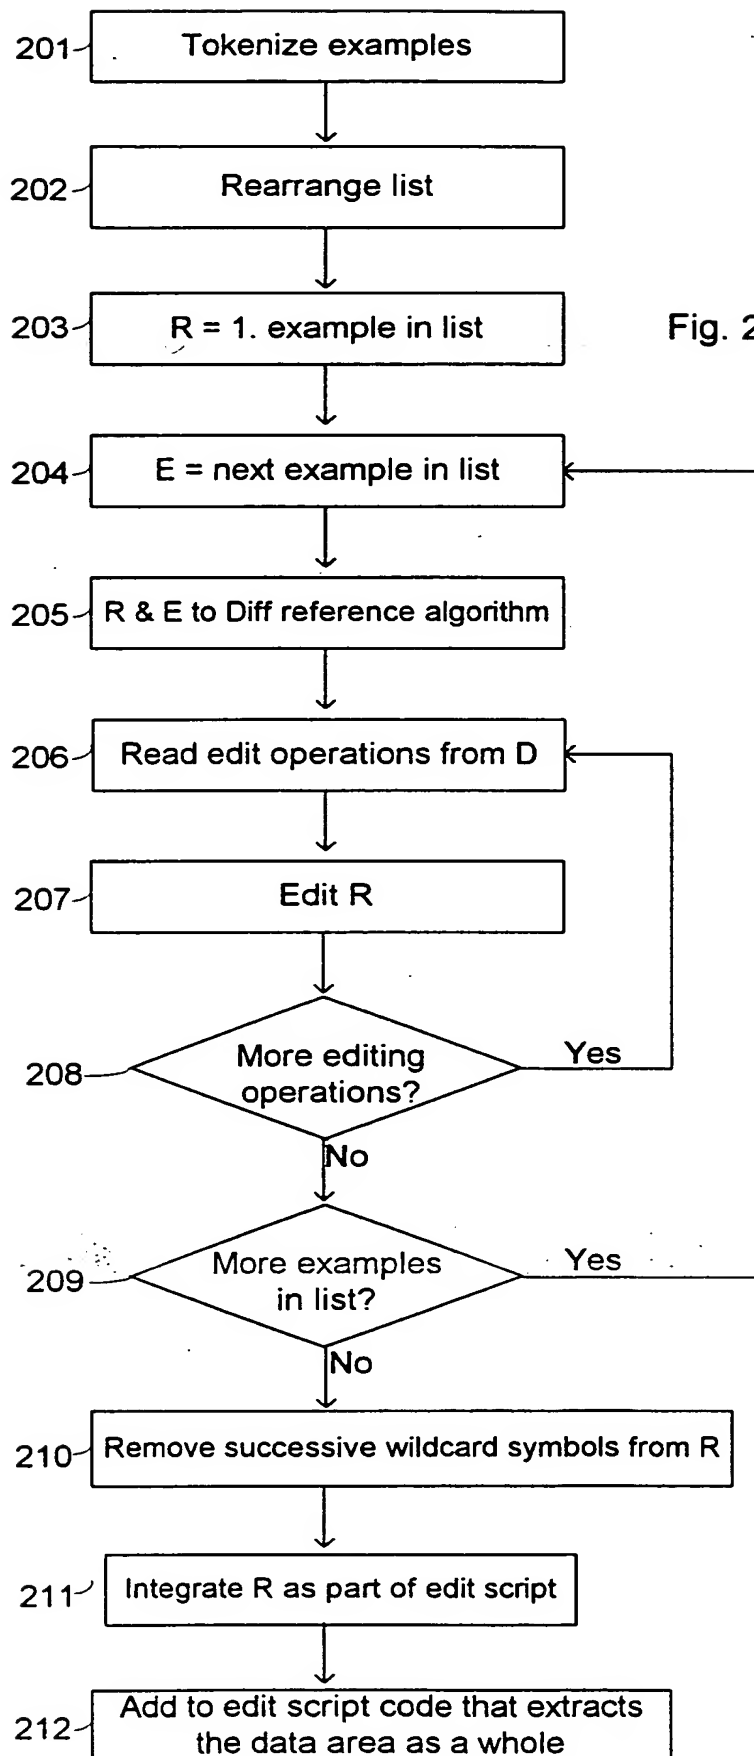 201 Tokenize examples
202 Rearrange list
203 R = 1. example in list
Fig. 2
204 E = next example in list
205 R & E to Diff reference algorithm
206 Read edit operations from D
207 Edit R
208 More editing
operations?
Yes
No
209 More examples
in list?
Yes
No
210 Remove successive wildcard symbols from R
211 Integrate R as part of edit script
212 Add to edit script code that extracts
the data area as a whole